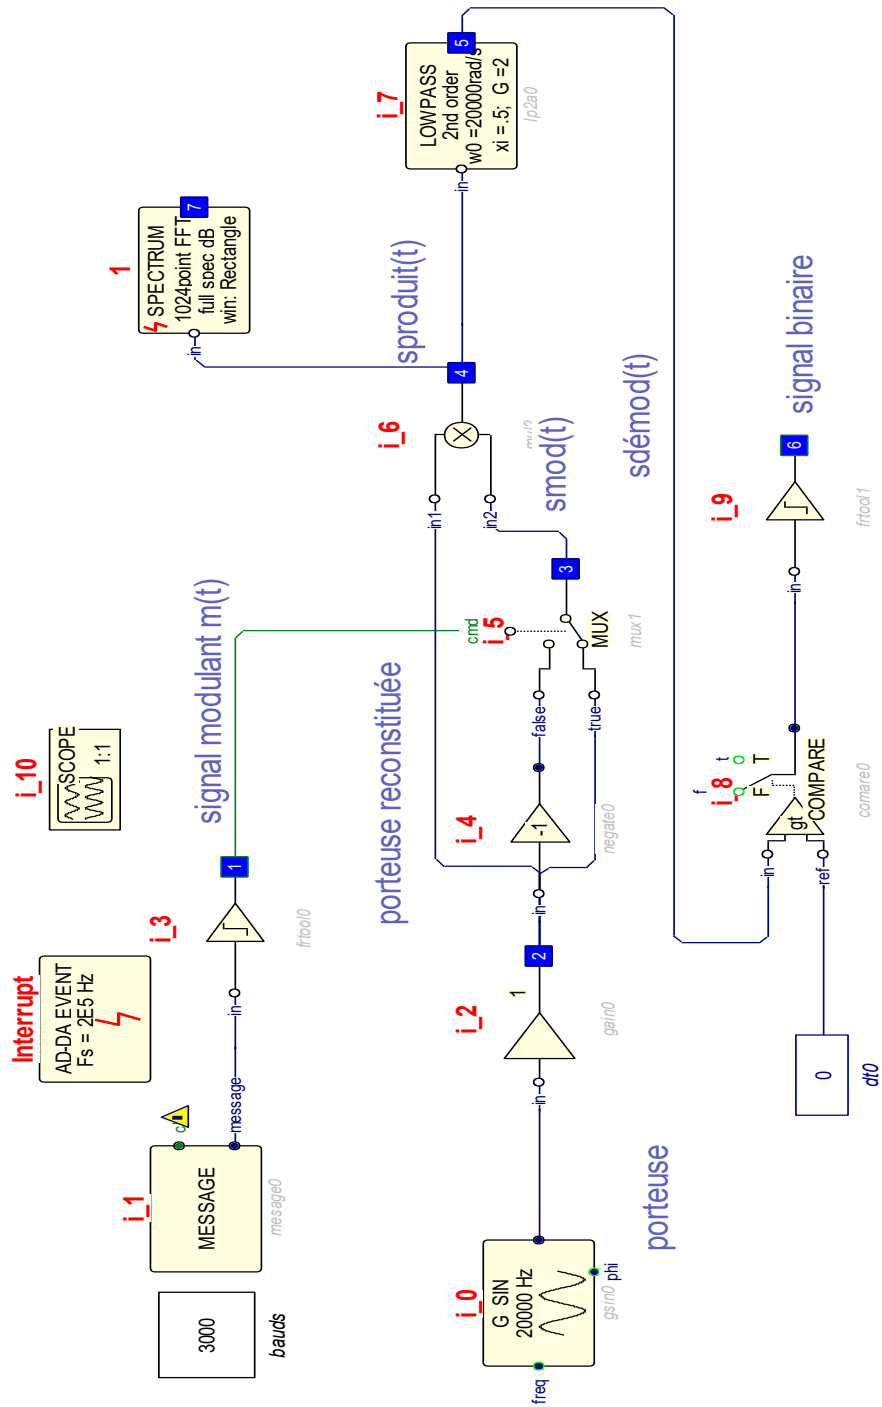 Interrupt
AD-DA EVENT
Fs = 2E5 Hz
i_10
SCOPE
1:1
1
SPECTRUM
1024point FFT
full spec dB
win: Rectangle
in
7
i_1
MESSAGE
message
mesage0
3000
bauds
i_3
in
frtool0
1
signal modulant m(t)
porteuse reconstituée
i_0
G SIN
20000 Hz
freq
phi
gsin0
porteuse
i_2
in
1
gain0
2
i_4
in
-1
negate0
i_5
cmd
false
true
MUX
mux1
3
smod(t)
i_6
in1
in2
X
4
sproduit(t)
i_7
LOWPASS
2nd order
w0 =20000rad/s
xi =.5; G =2
in
lp2a0
5
sdémod(t)
i_8
f
t
F
T
in
gt
ref
COMPARE
comare0
0
dt0
i_9
in
frtool1
6
signal binaire